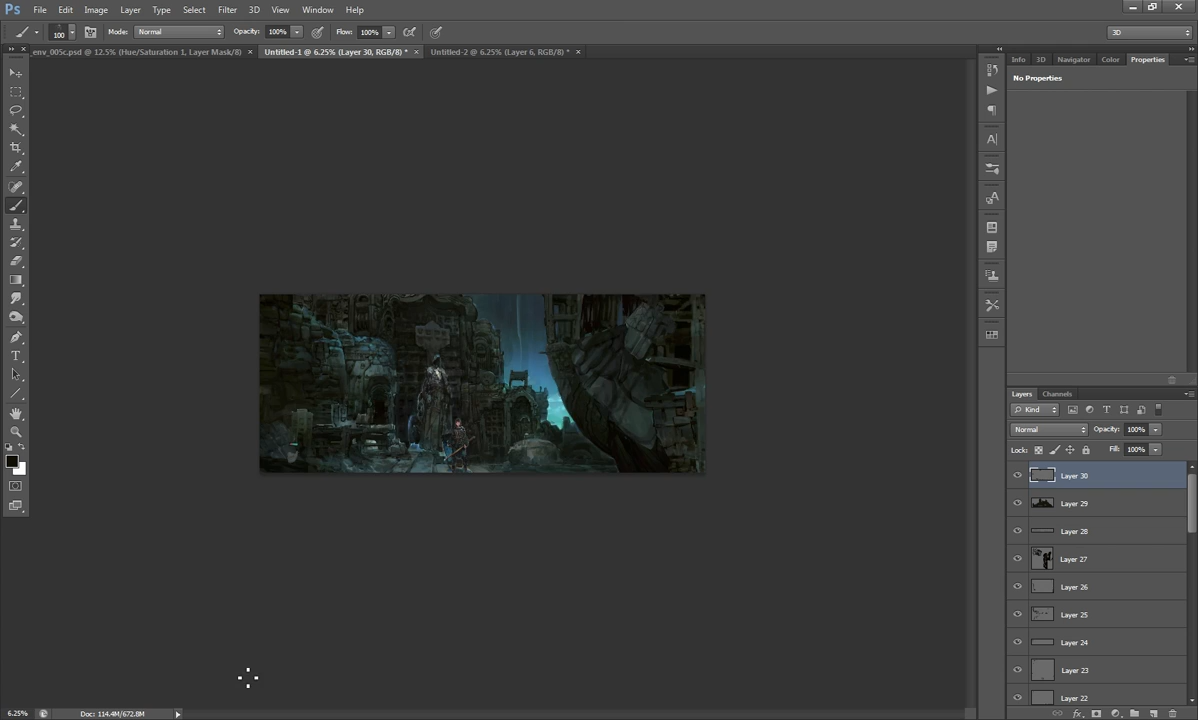 Ps File Edit Image Layer Type Select Filter 3D View Window Help
100 Mode: Normal Opacity: 100% Flow: 100% 3D
_env_005c.psd @ 12.5% (Hue/Saturation 1, Layer Mask/8) × Untitled-1 @ 6.25% (Layer 30, RGB/8) * × Untitled-2 @ 6.25% (Layer 6, RGB/8) * ×
Info 3D Navigator Color Properties
No Properties
Layers Channels
Kind
Normal Opacity: 100%
Lock: Fill: 100%
Layer 30
Layer 29
Layer 28
Layer 27
Layer 26
Layer 25
Layer 24
Layer 23
Layer 22
6.25% Doc: 114.4M/672.8M